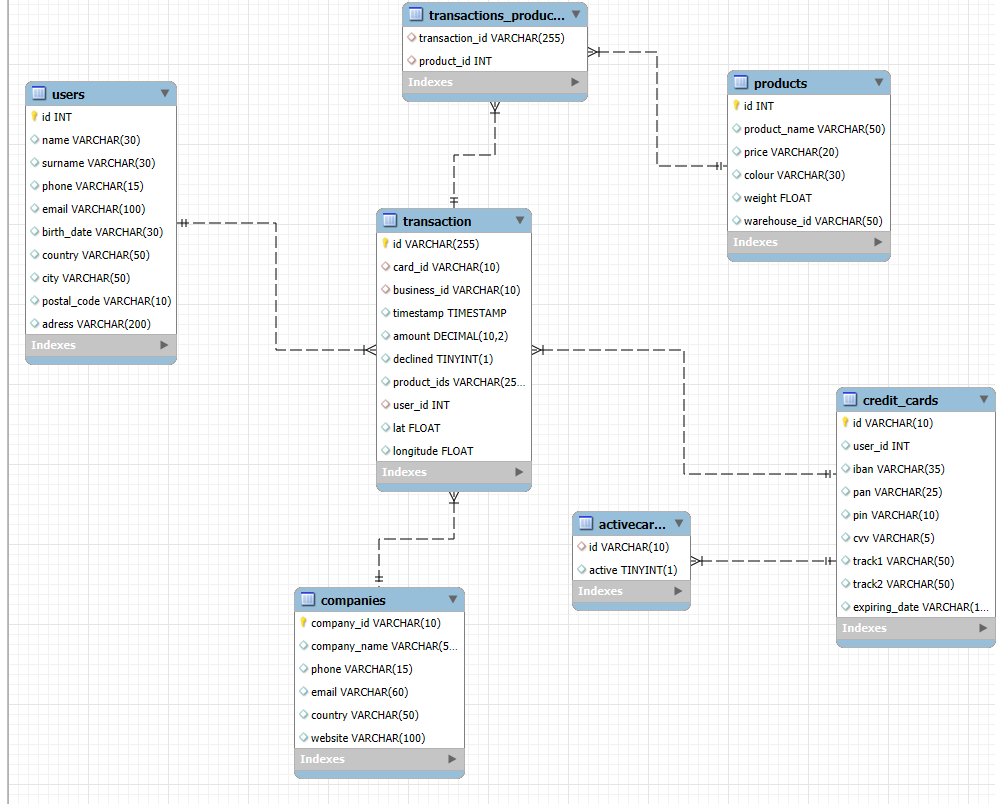 transactions_produc...
transaction_id VARCHAR(255)
product_id INT
Indexes
users
id INT
name VARCHAR(30)
surname VARCHAR(30)
phone VARCHAR(15)
email VARCHAR(100)
birth_date VARCHAR(30)
country VARCHAR(50)
city VARCHAR(50)
postal_code VARCHAR(10)
adress VARCHAR(200)
Indexes
products
id INT
product_name VARCHAR(50)
price VARCHAR(20)
colour VARCHAR(30)
weight FLOAT
warehouse_id VARCHAR(50)
Indexes
transaction
id VARCHAR(255)
card_id VARCHAR(10)
business_id VARCHAR(10)
timestamp TIMESTAMP
amount DECIMAL(10,2)
declined TINYINT(1)
product_ids VARCHAR(25...
user_id INT
lat FLOAT
longitude FLOAT
Indexes
credit_cards
id VARCHAR(10)
user_id INT
iban VARCHAR(35)
pan VARCHAR(25)
pin VARCHAR(10)
cvv VARCHAR(5)
track1 VARCHAR(50)
track2 VARCHAR(50)
expiring_date VARCHAR(1...
Indexes
activecar...
id VARCHAR(10)
active TINYINT(1)
Indexes
companies
company_id VARCHAR(10)
company_name VARCHAR(5...
phone VARCHAR(15)
email VARCHAR(60)
country VARCHAR(50)
website VARCHAR(100)
Indexes